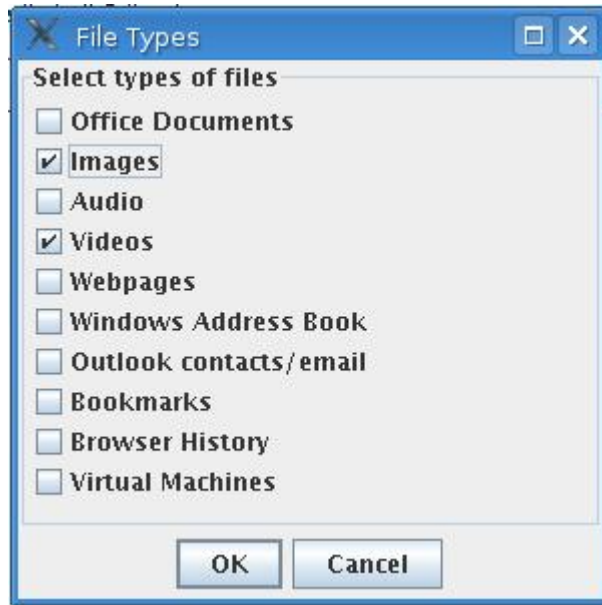 File Types
Select types of files
Office Documents
Images
Audio
Videos
Webpages
Windows Address Book
Outlook contacts/email
Bookmarks
Browser History
Virtual Machines
OK Cancel